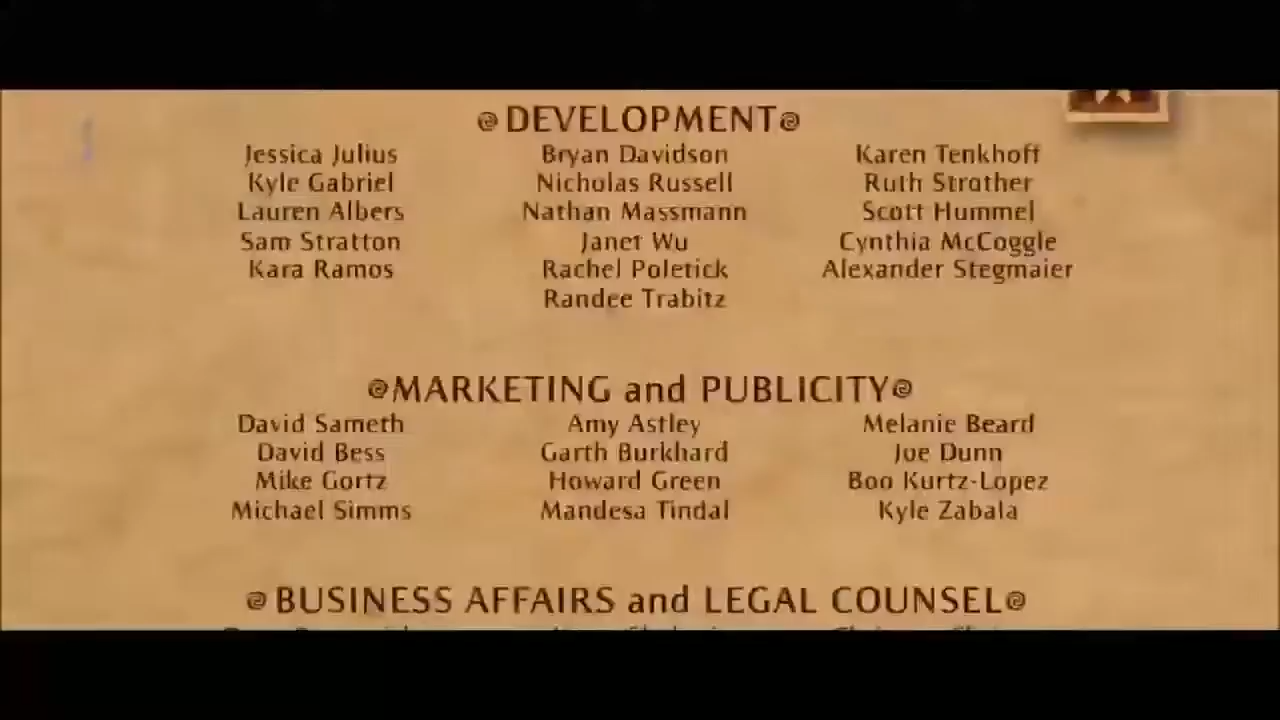 DEVELOPMENT
Jessica Julius Bryan Davidson Karen Tenkhoff
Kyle Gabriel Nicholas Russell Ruth Strother
Lauren Albers Nathan Massmann Scott Hummel
Sam Stratton Janet Wu Cynthia McCoggle
Kara Ramos Rachel Poletick Alexander Stegmaier
Randee Trabitz
MARKETING and PUBLICITY
David Sameth Amy Astley Melanie Beard
David Bess Garth Burkhard Joe Dunn
Mike Gortz Howard Green Boo Kurtz-Lopez
Michael Simms Mandesa Tindal Kyle Zabala
BUSINESS AFFAIRS and LEGAL COUNSEL